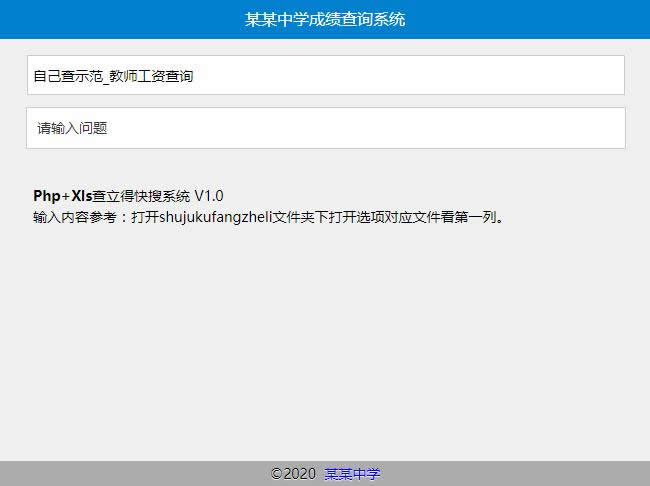 某某中学成绩查询系统
自己查示范_教师工资查询
请输入问题
Php+Xls查立得快搜系统 V1.0
输入内容参考：打开shujukufangzheli文件夹下打开选项对应文件看第一列。
©2020 某某中学